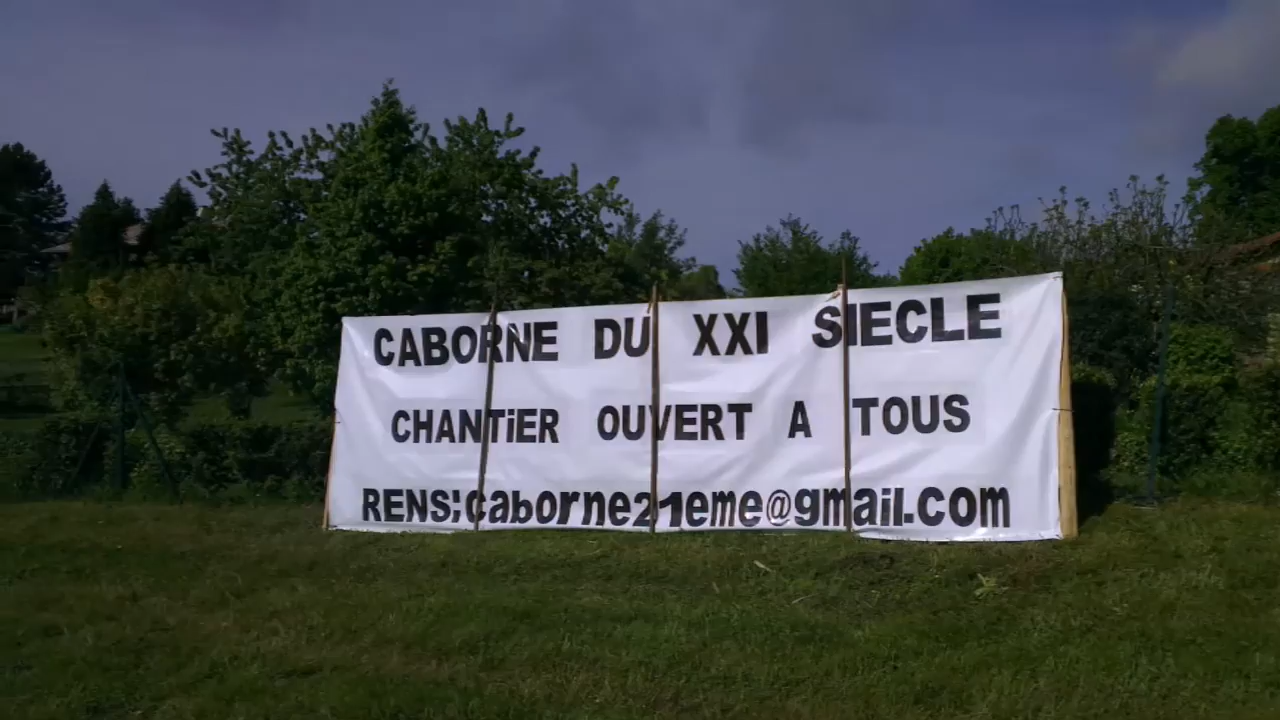 CABORNE DU XXI SIECLE
CHANTiER OUVERT A TOUS
RENS:caborne21eme@gmail.com